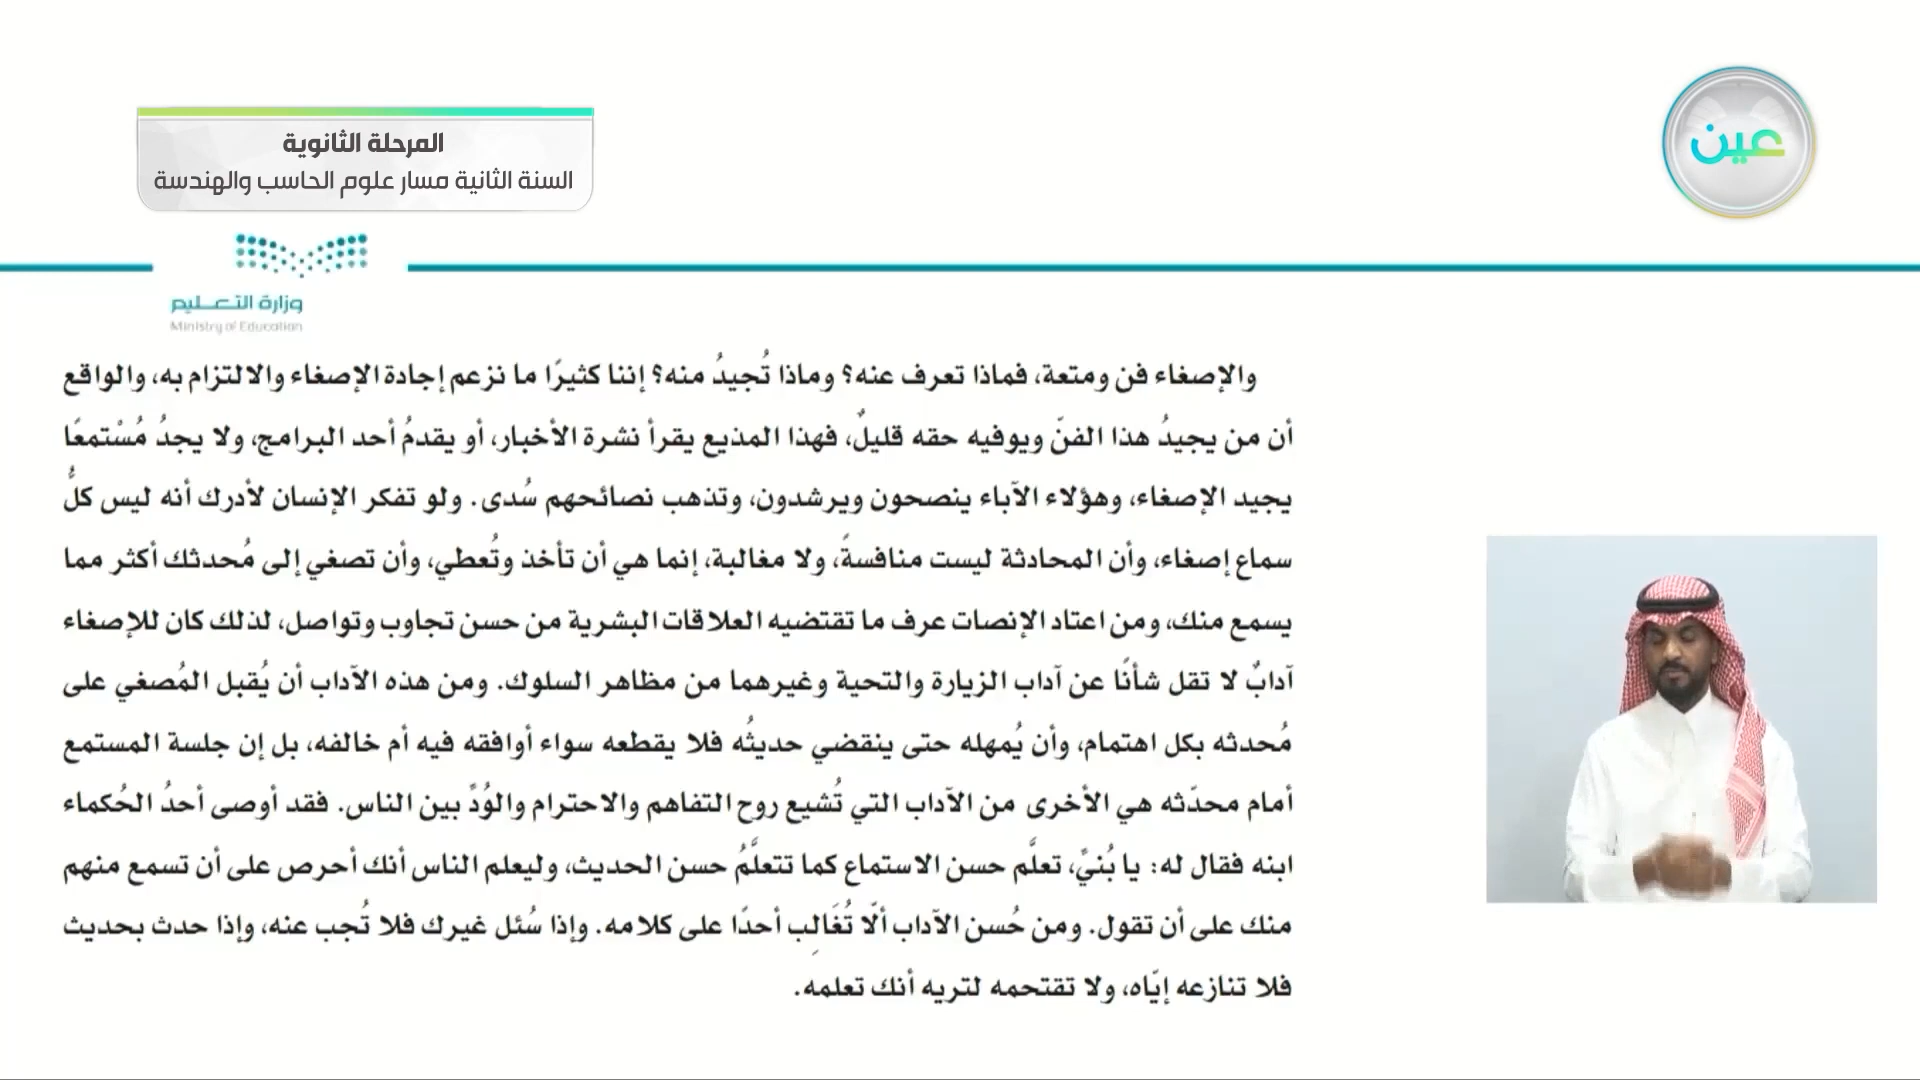 المرحلة الثانوية
السنة الثانية مسار علوم الحاسب والهندسة
عين
وزارة التعليم
Ministry of Education
والإصغاء فن ومتعة، فماذا تعرف عنه؟ وماذا تُجيدُ منه؟ إننا كثيرًا ما نزعم إجادة الإصغاء والالتزام به، والواقع
أن من يجيدُ هذا الفنّ ويوفيه حقه قليلٌ، فهذا المذيع يقرأ نشرة الأخبار، أو يقدمُ أحد البرامج، ولا يجدُ مُسْتمعًا
يجيد الإصغاء، وهؤلاء الآباء ينصحون ويرشدون، وتذهب نصائحهم سُدى. ولو تفكر الإنسان لأدرك أنه ليس كلُّ
سماع إصغاء، وأن المحادثة ليست منافسةً، ولا مغالبة، إنما هي أن تأخذ وتُعطي، وأن تصغي إلى مُحدثك أكثر مما
يسمع منك، ومن اعتاد الإنصات عرف ما تقتضيه العلاقات البشرية من حسن تجاوب وتواصل، لذلك كان للإصغاء
آدابٌ لا تقل شأنًا عن آداب الزيارة والتحية وغيرهما من مظاهر السلوك. ومن هذه الآداب أن يُقبل المُصغي على
مُحدثه بكل اهتمام، وأن يُمهله حتى ينقضي حديثُه فلا يقطعه سواء أوافقه فيه أم خالفه، بل إن جلسة المستمع
أمام محدّثه هي الأخرى من الآداب التي تُشيع روح التفاهم والاحترام والوُدِّ بين الناس. فقد أوصى أحدُ الحُكماء
ابنه فقال له: يا بُنيَّ، تعلَّم حسن الاستماع كما تتعلَّمُ حسن الحديث، وليعلم الناس أنك أحرص على أن تسمع منهم
منك على أن تقول. ومن حُسن الآداب ألّا تُغَالِب أحدًا على كلامه. وإذا سُئل غيرك فلا تُجب عنه، وإذا حدث بحديث
فلا تنازعه إيّاه، ولا تقتحمه لتريه أنك تعلمه.